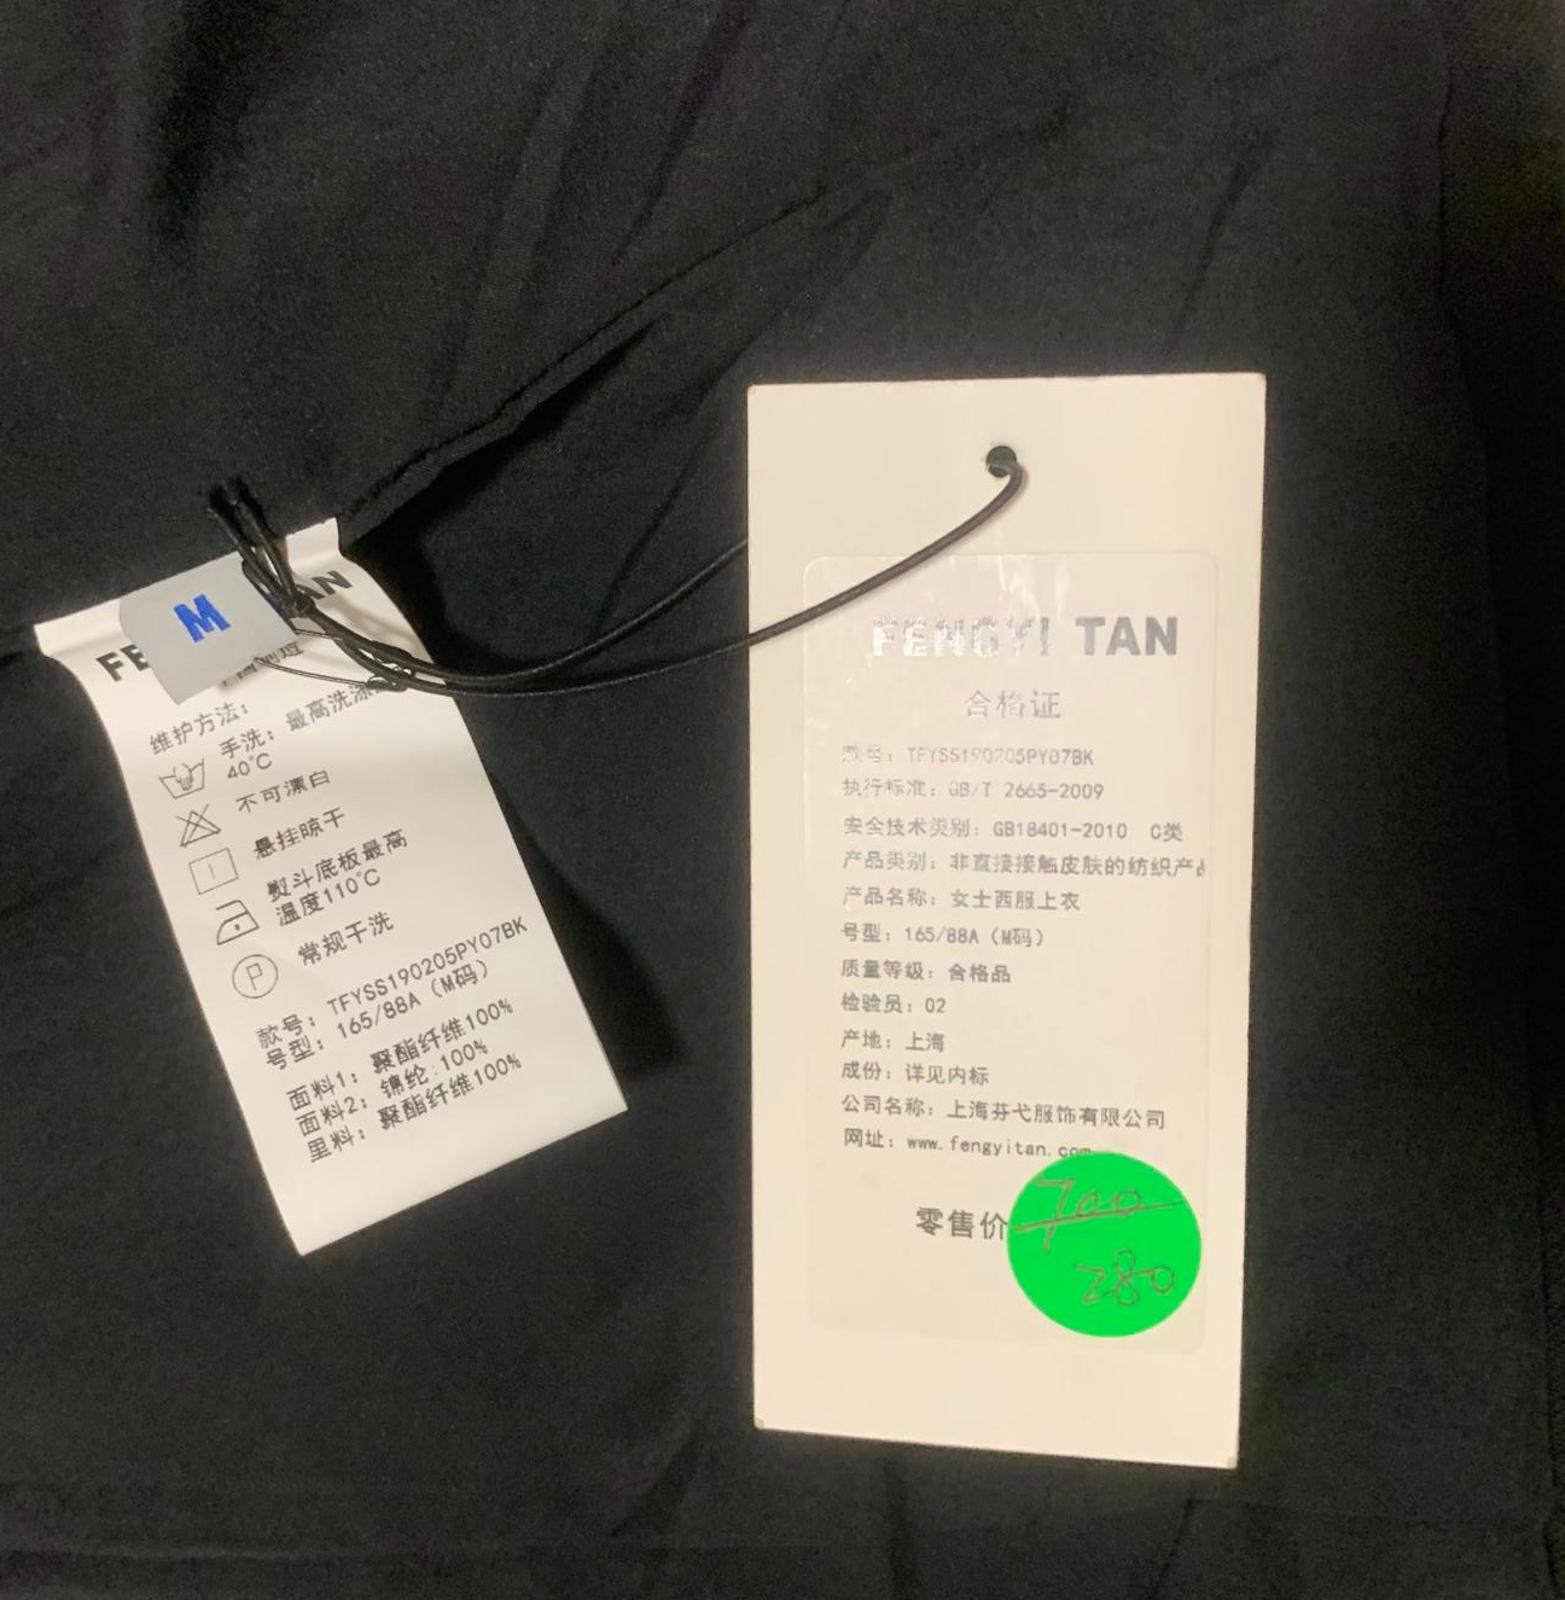 M
FE
AN
中国制造
维护方法：
手洗：最高洗涤
40℃
不可漂白
悬挂晾干
熨斗底板最高
温度110℃
P
常规干洗
款号：TFYSS190205PY07BK
号型：165/88A（M码）
面料1：聚酯纤维100%
面料2：锦纶:100%
里料：聚酯纤维100%
FENGYI TAN
合格证
款号：TFYSS190205PY07BK
执行标准：GB/T 2665-2009
安全技术类别：GB18401-2010 C类
产品类别：非直接接触皮肤的纺织产
产品名称：女士西服上衣
号型：165/88A（M码）
质量等级：合格品
检验员：02
产地：上海
成份：详见内标
公司名称：上海芬弋服饰有限公司
网址：www.fengyitan.com
零售价
700
280